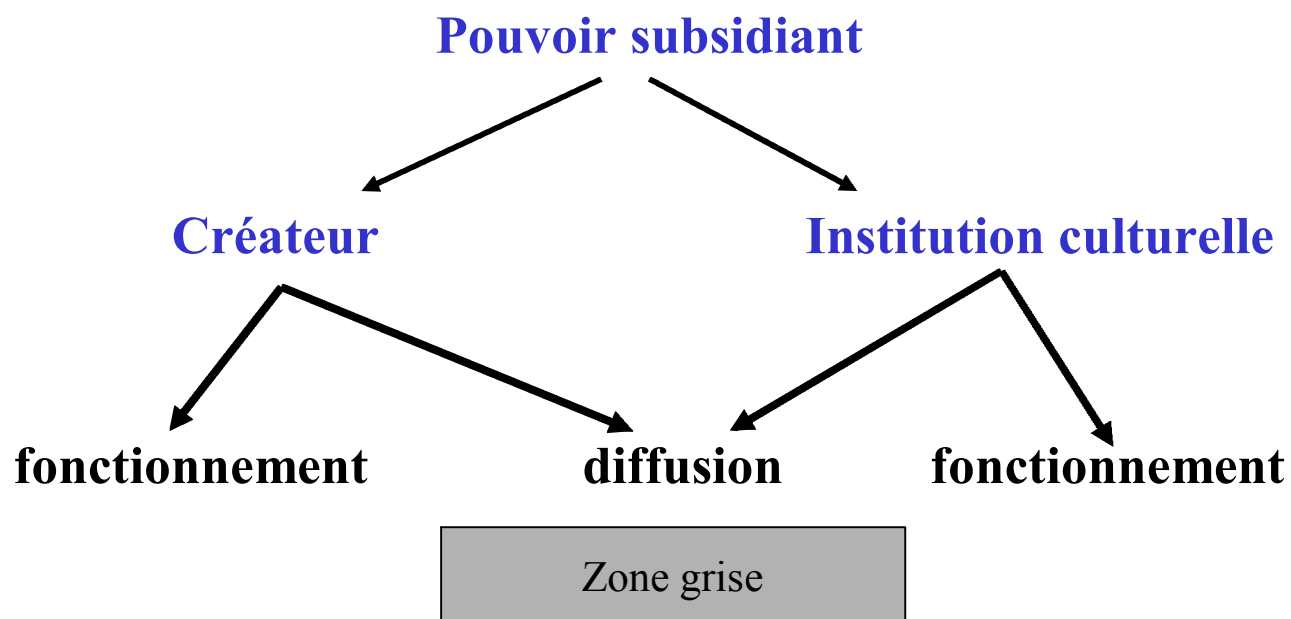 Pouvoir subsidiant
Créateur
Institution culturelle
fonctionnement
diffusion
fonctionnement
Zone grise